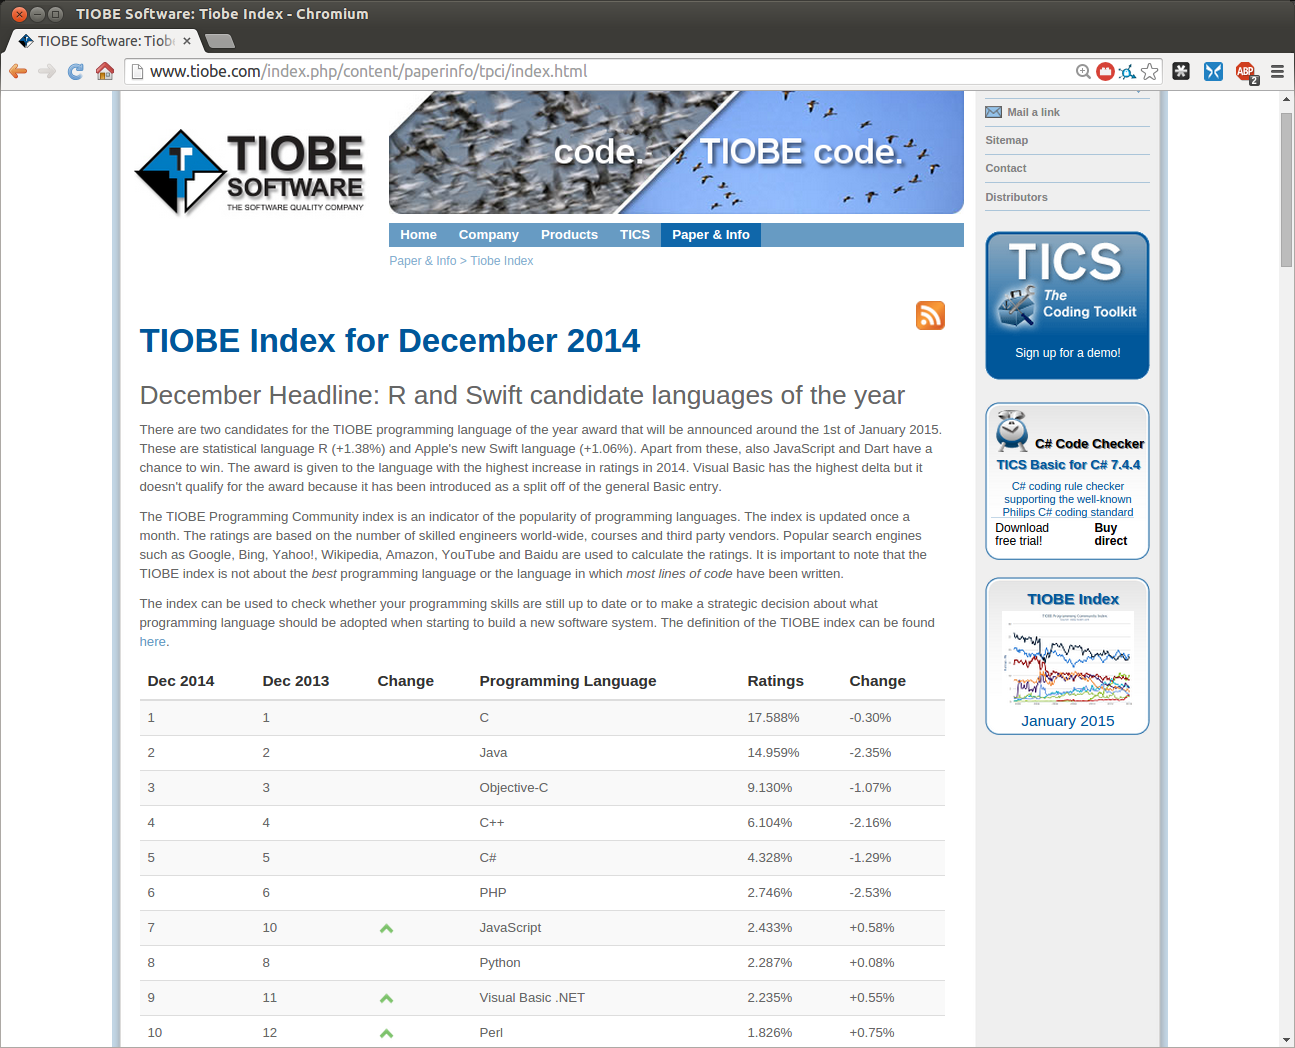 TIOBE Software: Tiobe Index - Chromium
TIOBE Software: Tiob
www.tiobe.com/index.php/content/paperinfo/tpci/index.html
ABP
2
TIOBE
SOFTWARE
THE SOFTWARE QUALITY COMPANY
code.
TIOBE code.
Home Company Products TICS Paper & Info
Paper & Info > Tiobe Index
TIOBE Index for December 2014
December Headline: R and Swift candidate languages of the year
There are two candidates for the TIOBE programming language of the year award that will be announced around the 1st of January 2015.
These are statistical language R (+1.38%) and Apple's new Swift language (+1.06%). Apart from these, also JavaScript and Dart have a
chance to win. The award is given to the language with the highest increase in ratings in 2014. Visual Basic has the highest delta but it
doesn't qualify for the award because it has been introduced as a split off of the general Basic entry.
The TIOBE Programming Community index is an indicator of the popularity of programming languages. The index is updated once a
month. The ratings are based on the number of skilled engineers world-wide, courses and third party vendors. Popular search engines
such as Google, Bing, Yahoo!, Wikipedia, Amazon, YouTube and Baidu are used to calculate the ratings. It is important to note that the
TIOBE index is not about the best programming language or the language in which most lines of code have been written.
The index can be used to check whether your programming skills are still up to date or to make a strategic decision about what
programming language should be adopted when starting to build a new software system. The definition of the TIOBE index can be found
here.
Dec 2014 Dec 2013 Change Programming Language Ratings Change
1 1 C 17.588% -0.30%
2 2 Java 14.959% -2.35%
3 3 Objective-C 9.130% -1.07%
4 4 C++ 6.104% -2.16%
5 5 C# 4.328% -1.29%
6 6 PHP 2.746% -2.53%
7 10 JavaScript 2.433% +0.58%
8 8 Python 2.287% +0.08%
9 11 Visual Basic .NET 2.235% +0.55%
10 12 Perl 1.826% +0.75%
Mail a link
Sitemap
Contact
Distributors
TICS
The
Coding Toolkit
Sign up for a demo!
C# Code Checker
TICS Basic for C# 7.4.4
C# coding rule checker
supporting the well-known
Philips C# coding standard
Download Buy
free trial! direct
TIOBE Index
January 2015